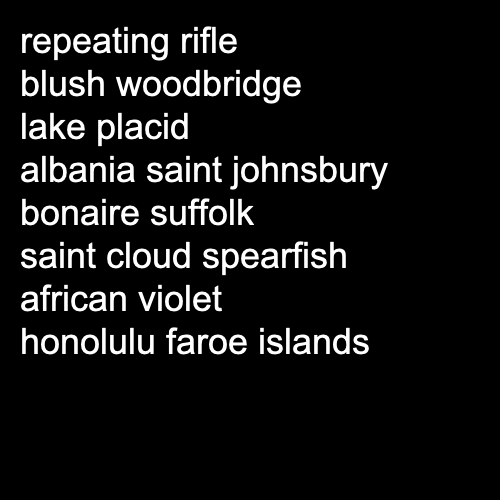 repeating rifle
blush woodbridge
lake placid
albania saint johnsbury
bonaire suffolk
saint cloud spearfish
african violet
honolulu faroe islands